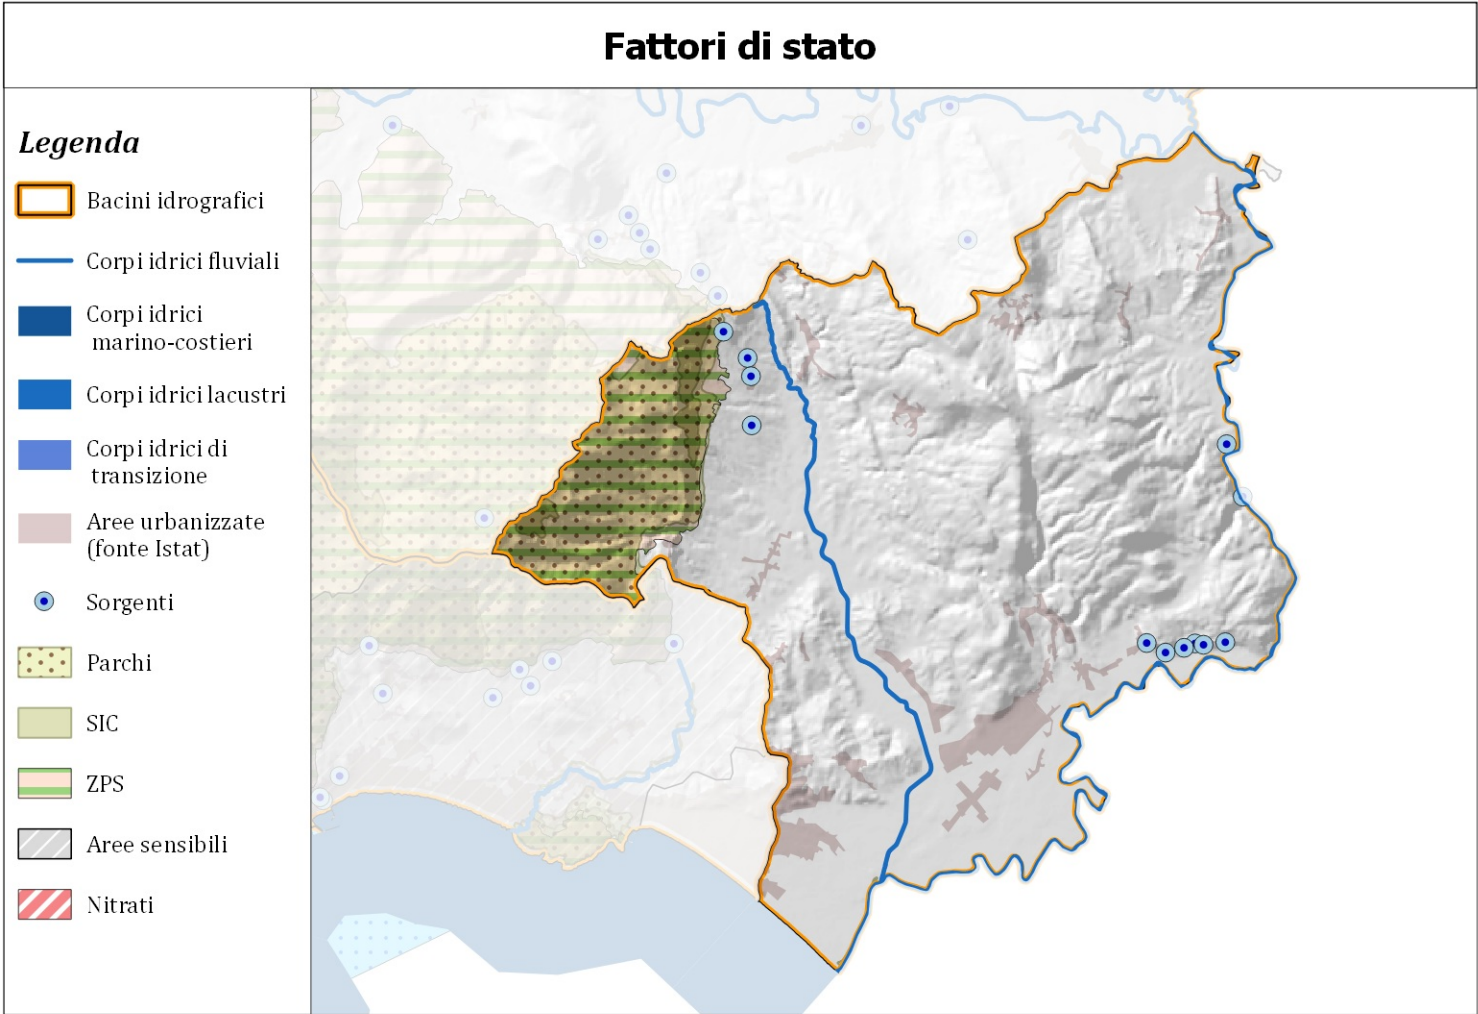 Fattori di stato
Legenda
Bacini idrografici
Corpi idrici fluviali
Corpi idrici
marino-costieri
Corpi idrici lacustri
Corpi idrici di
transizione
Aree urbanizzate
(fonte Istat)
Sorgenti
Parchi
SIC
ZPS
Aree sensibili
Nitrati